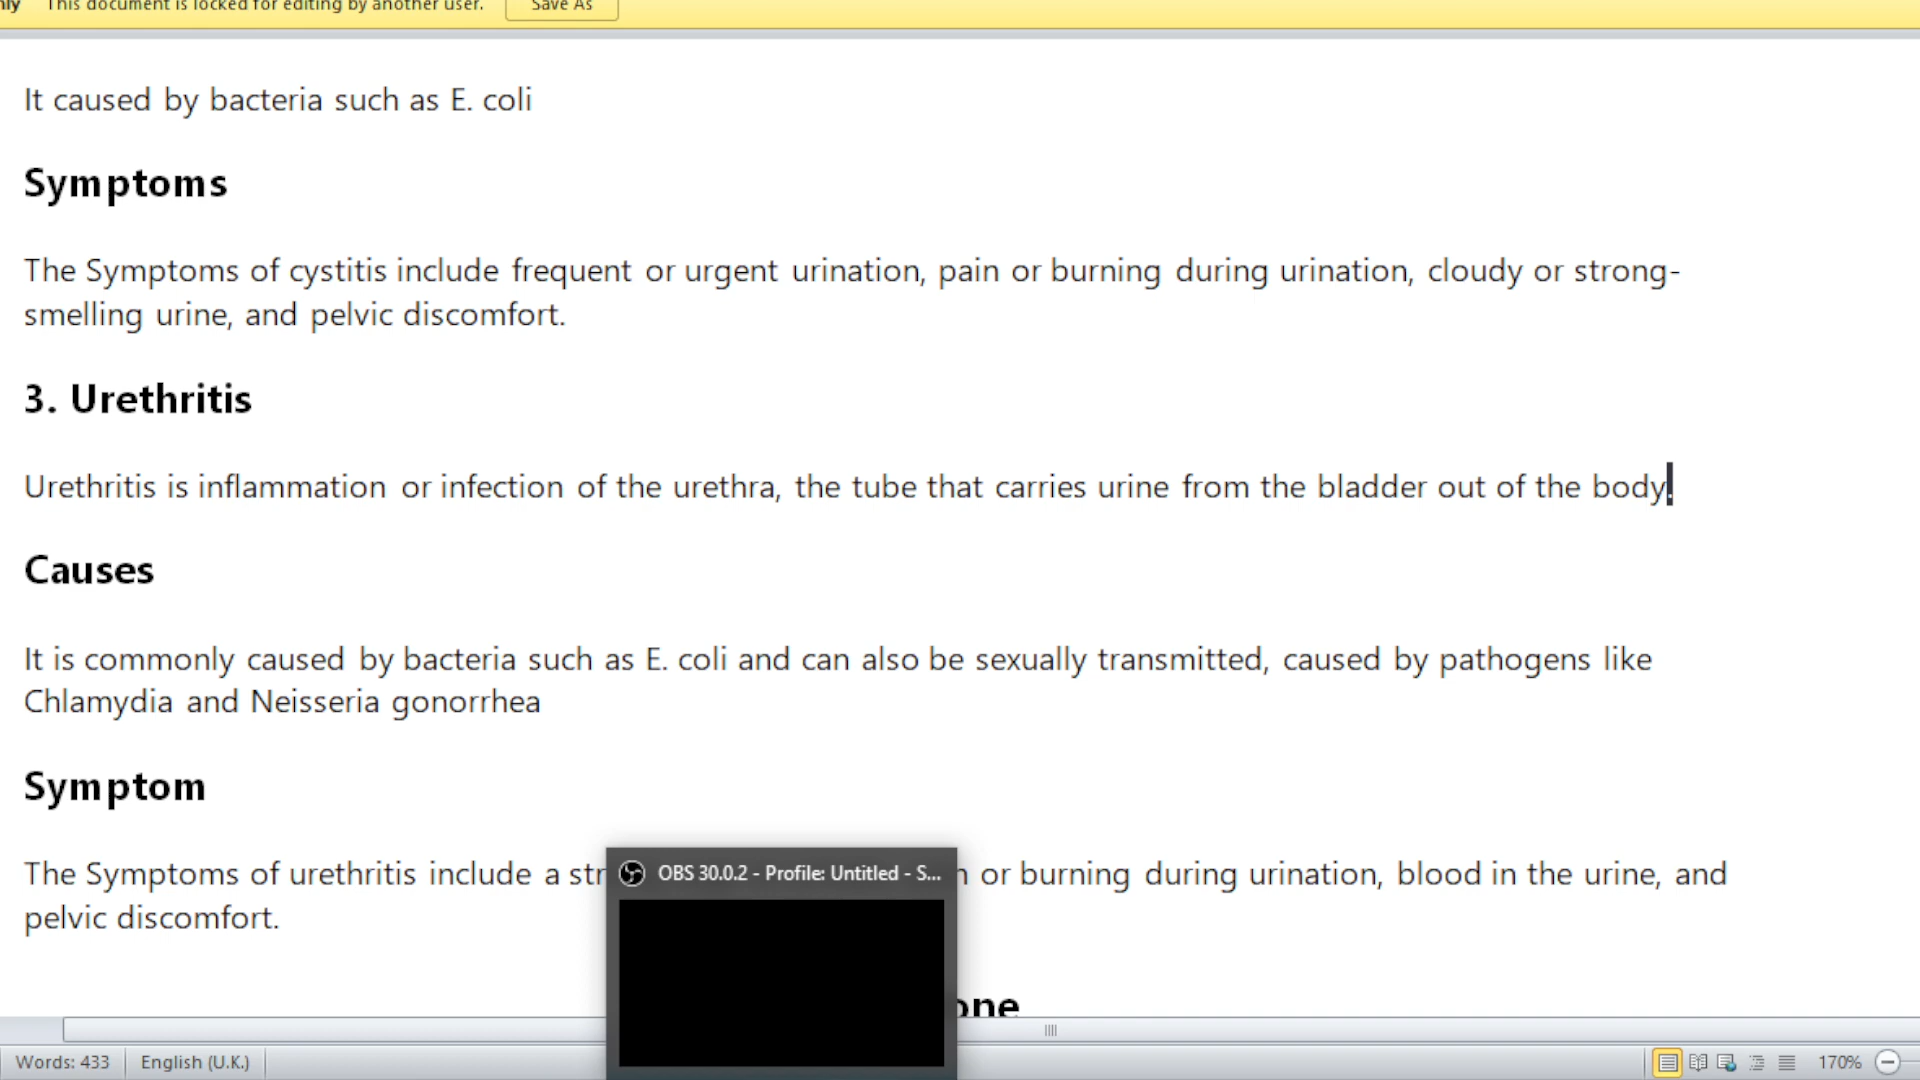 This document is locked for editing by another user. Save As
It caused by bacteria such as E. coli
Symptoms
The Symptoms of cystitis include frequent or urgent urination, pain or burning during urination, cloudy or strong-
smelling urine, and pelvic discomfort.
3. Urethritis
Urethritis is inflammation or infection of the urethra, the tube that carries urine from the bladder out of the body.
Causes
It is commonly caused by bacteria such as E. coli and can also be sexually transmitted, caused by pathogens like
Chlamydia and Neisseria gonorrhea
Symptom
The Symptoms of urethritis include a or burning during urination, blood in the urine, and
OBS 30.0.2 - Profile: Untitled - S...
pelvic discomfort.
Words: 433 English (U.K.) 170%